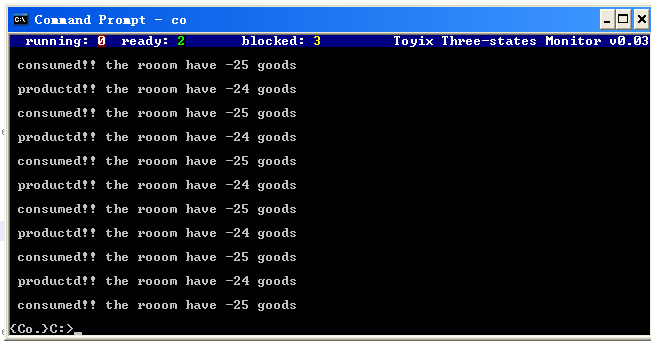 Command Prompt - co
running: 0 ready: 2 blocked: 3 Toyix Three-states Monitor v0.03
consumed!! the rooom have -25 goods
productd!! the rooom have -24 goods
consumed!! the rooom have -25 goods
productd!! the rooom have -24 goods
consumed!! the rooom have -25 goods
productd!! the rooom have -24 goods
consumed!! the rooom have -25 goods
productd!! the rooom have -24 goods
consumed!! the rooom have -25 goods
productd!! the rooom have -24 goods
consumed!! the rooom have -25 goods
{Co.}C:>_